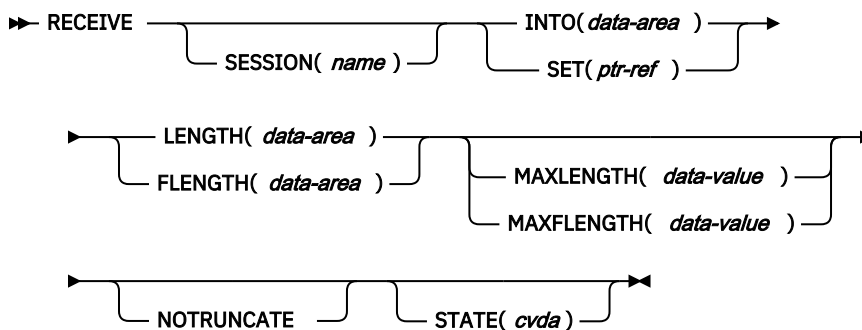 RECEIVE INTO( data-area )
SESSION( name ) SET( ptr-ref )
LENGTH( data-area )
FLENGTH( data-area ) MAXLENGTH( data-value )
MAXFLENGTH( data-value )
NOTRUNCATE STATE( cvda )